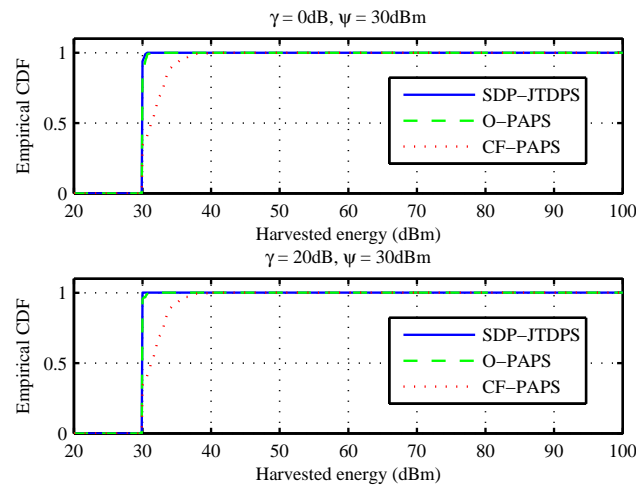 γ = 0dB, ψ = 30dBm
Empirical CDF
1
0.5
0
SDP−JTDPS
O−PAPS
CF−PAPS
20 30 40 50 60 70 80 90 100
Harvested energy (dBm)
γ = 20dB, ψ = 30dBm
Empirical CDF
1
0.5
0
SDP−JTDPS
O−PAPS
CF−PAPS
20 30 40 50 60 70 80 90 100
Harvested energy (dBm)